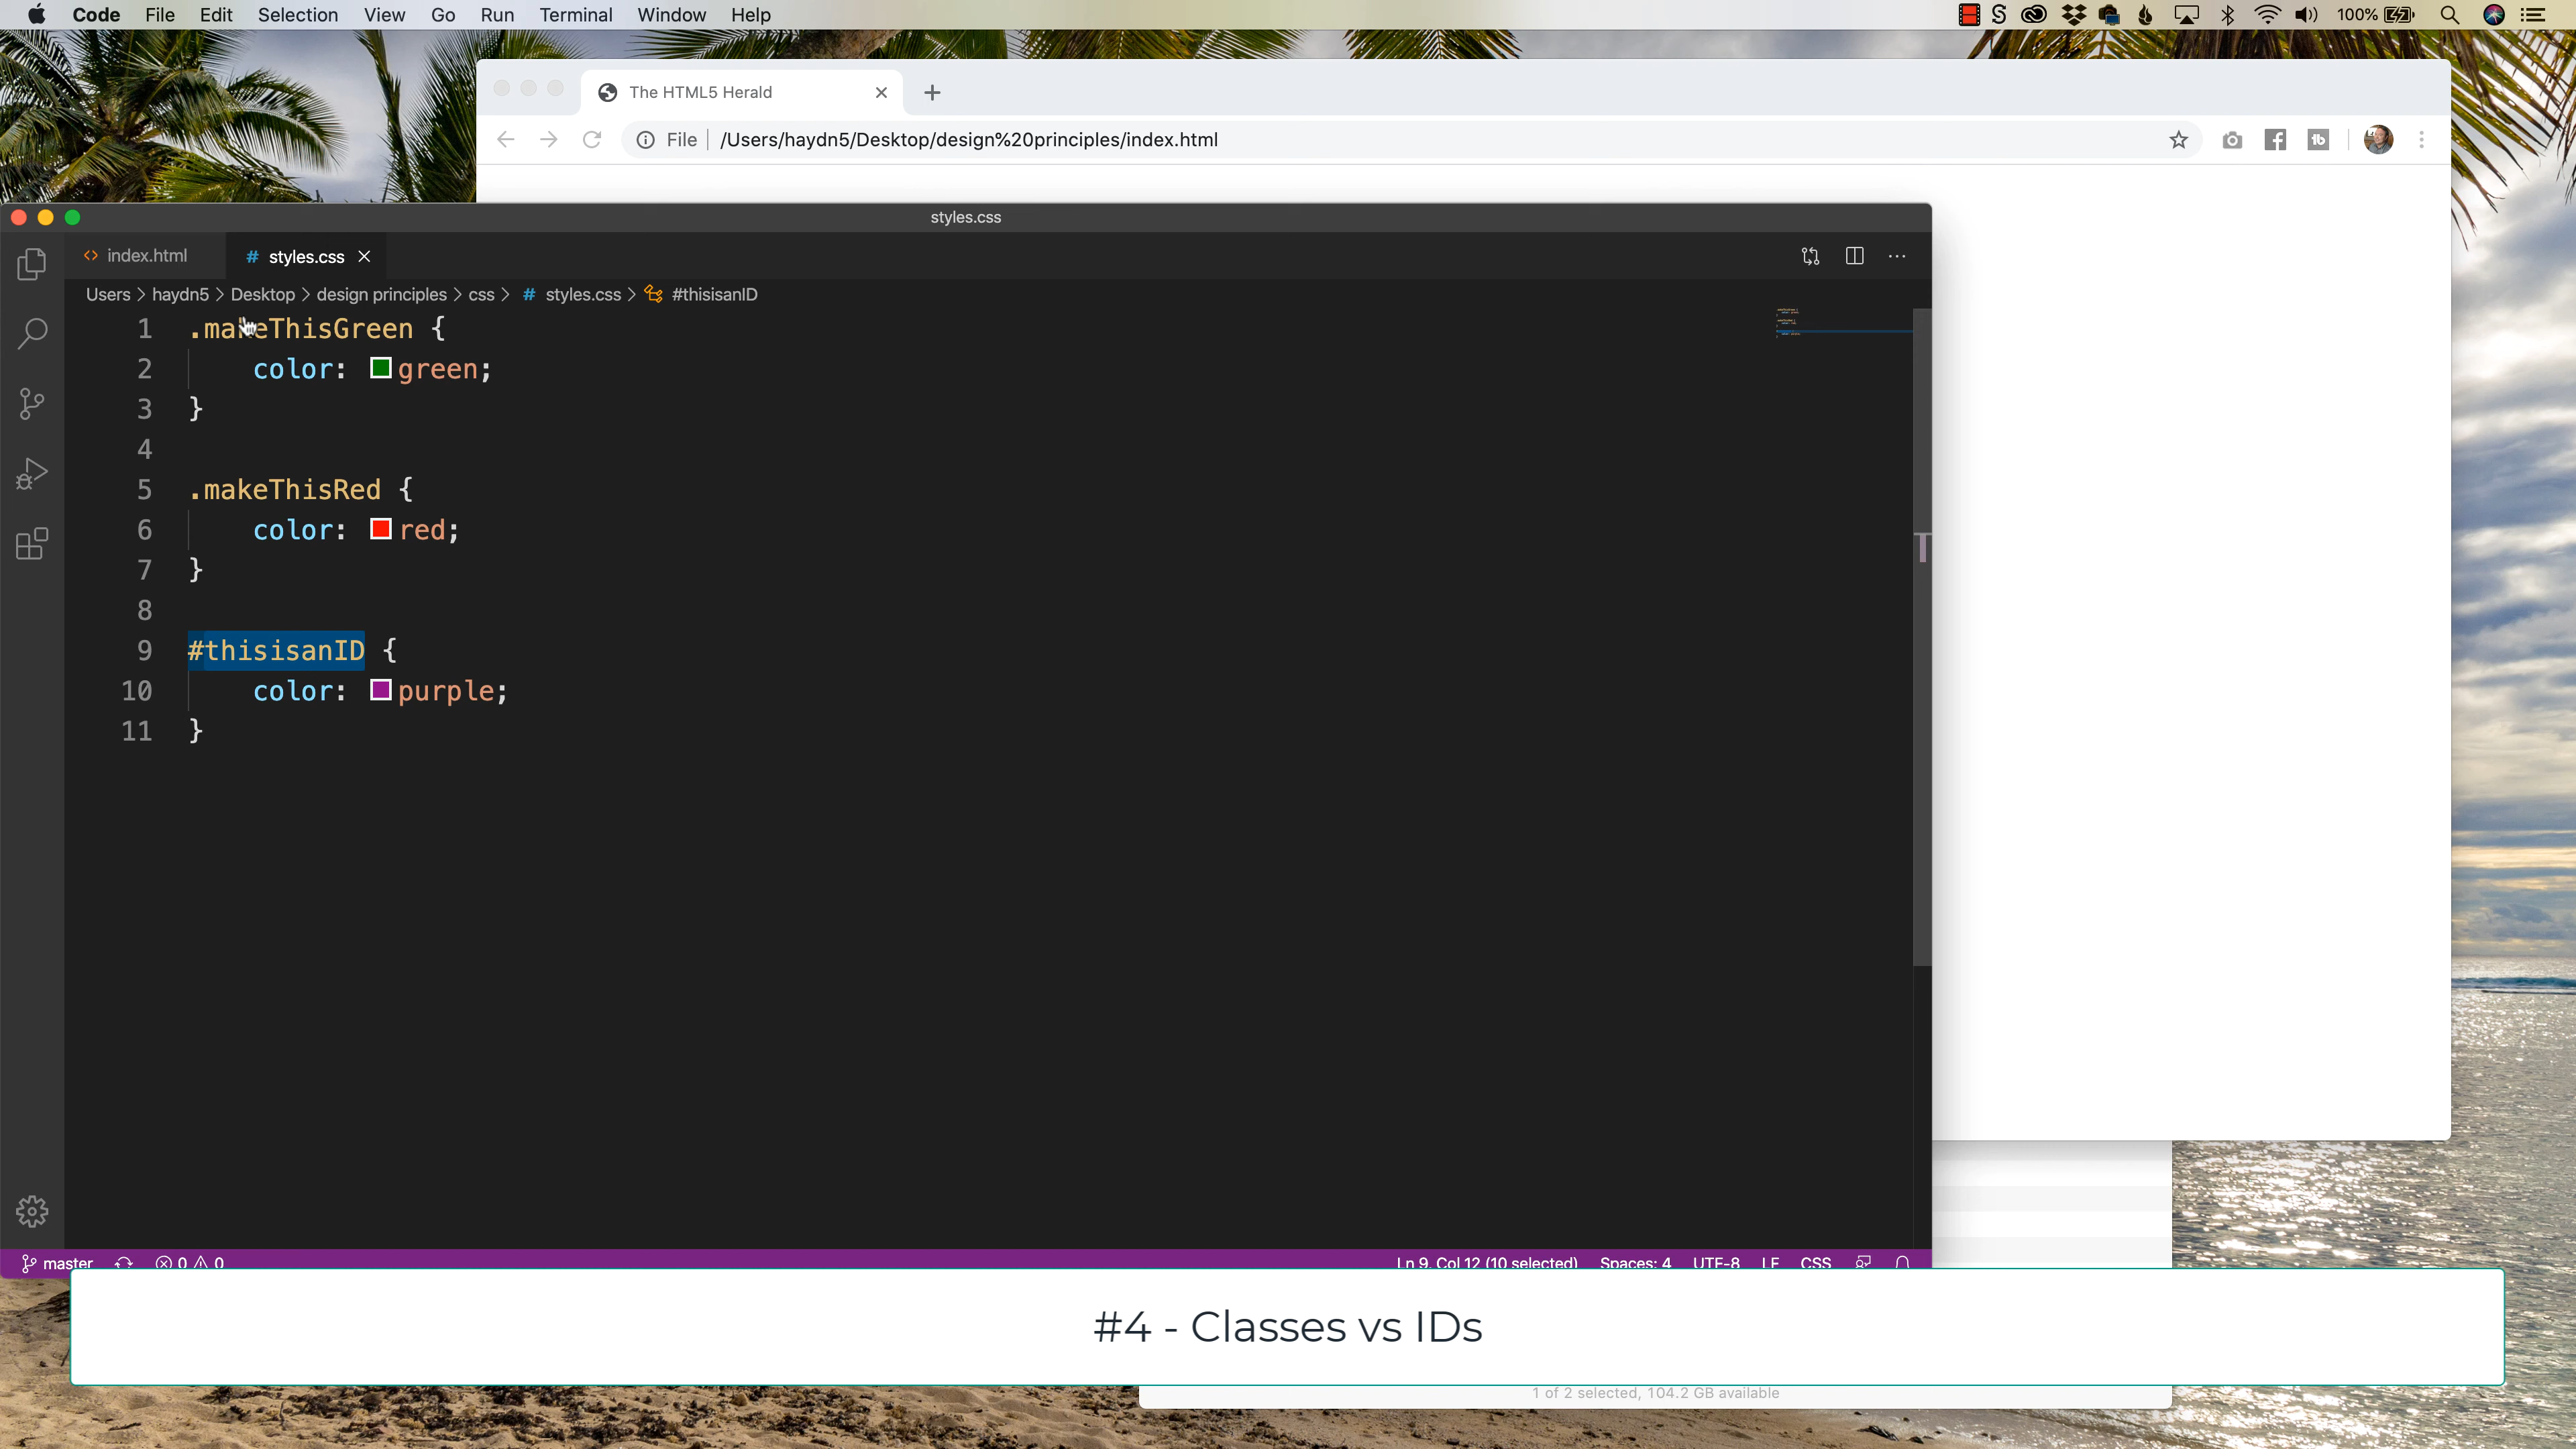 Code File Edit Selection View Go Run Terminal Window Help
100%
The HTML5 Herald
File /Users/haydn5/Desktop/design%20principles/index.html
styles.css
index.html
# styles.css
Users > haydn5 > Desktop > design principles > css > # styles.css > #thisisanID
1 .makeThisGreen {
2 color: green;
3 }
4
5 .makeThisRed {
6 color: red;
7 }
8
9 #thisisanID {
10 color: purple;
11 }
master 0 0
Ln 9, Col 12 (10 selected) Spaces: 4 UTF-8 LF CSS
#4 - Classes vs IDs
1 of 2 selected, 104.2 GB available